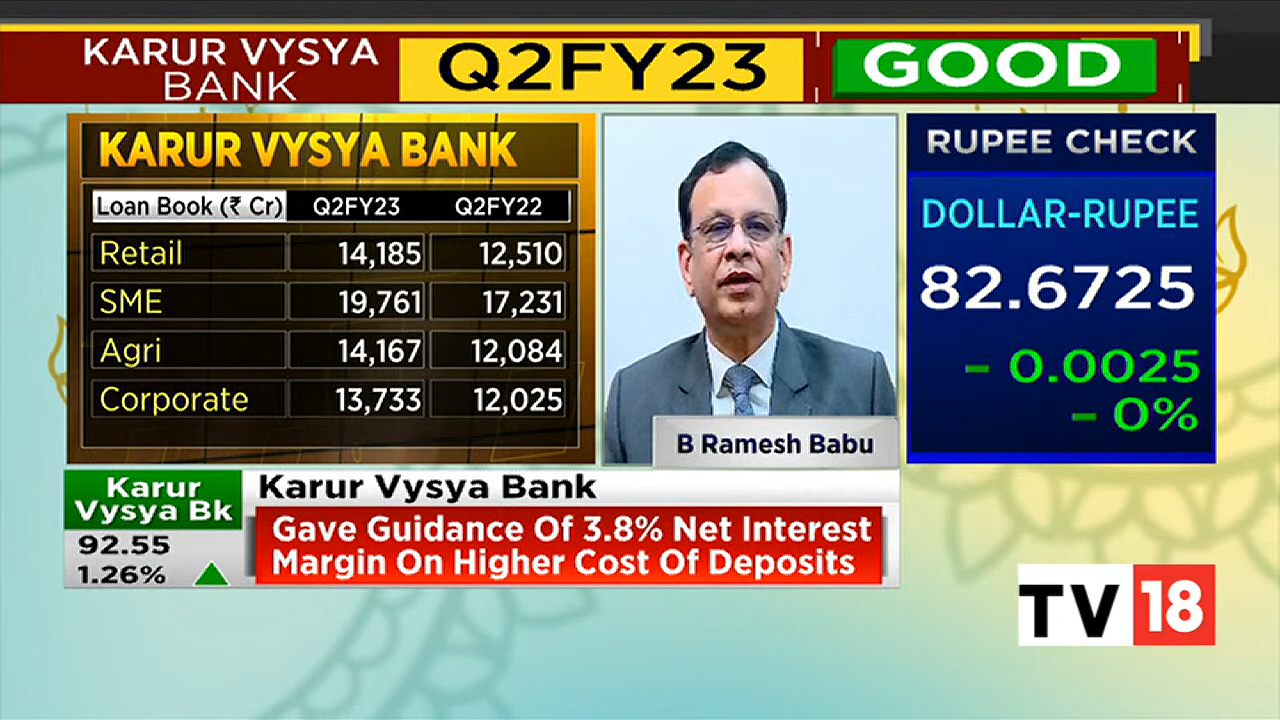 KARUR VYSYA
BANK
Q2FY23
GOOD
KARUR VYSYA BANK
Loan Book (₹ Cr) Q2FY23 Q2FY22
Retail 14,185 12,510
SME 19,761 17,231
Agri 14,167 12,084
Corporate 13,733 12,025
B Ramesh Babu
RUPEE CHECK
DOLLAR-RUPEE
82.6725
- 0.0025
- 0%
Karur
Vysya Bk
92.55
1.26%
Karur Vysya Bank
Gave Guidance Of 3.8% Net Interest
Margin On Higher Cost Of Deposits
TV18